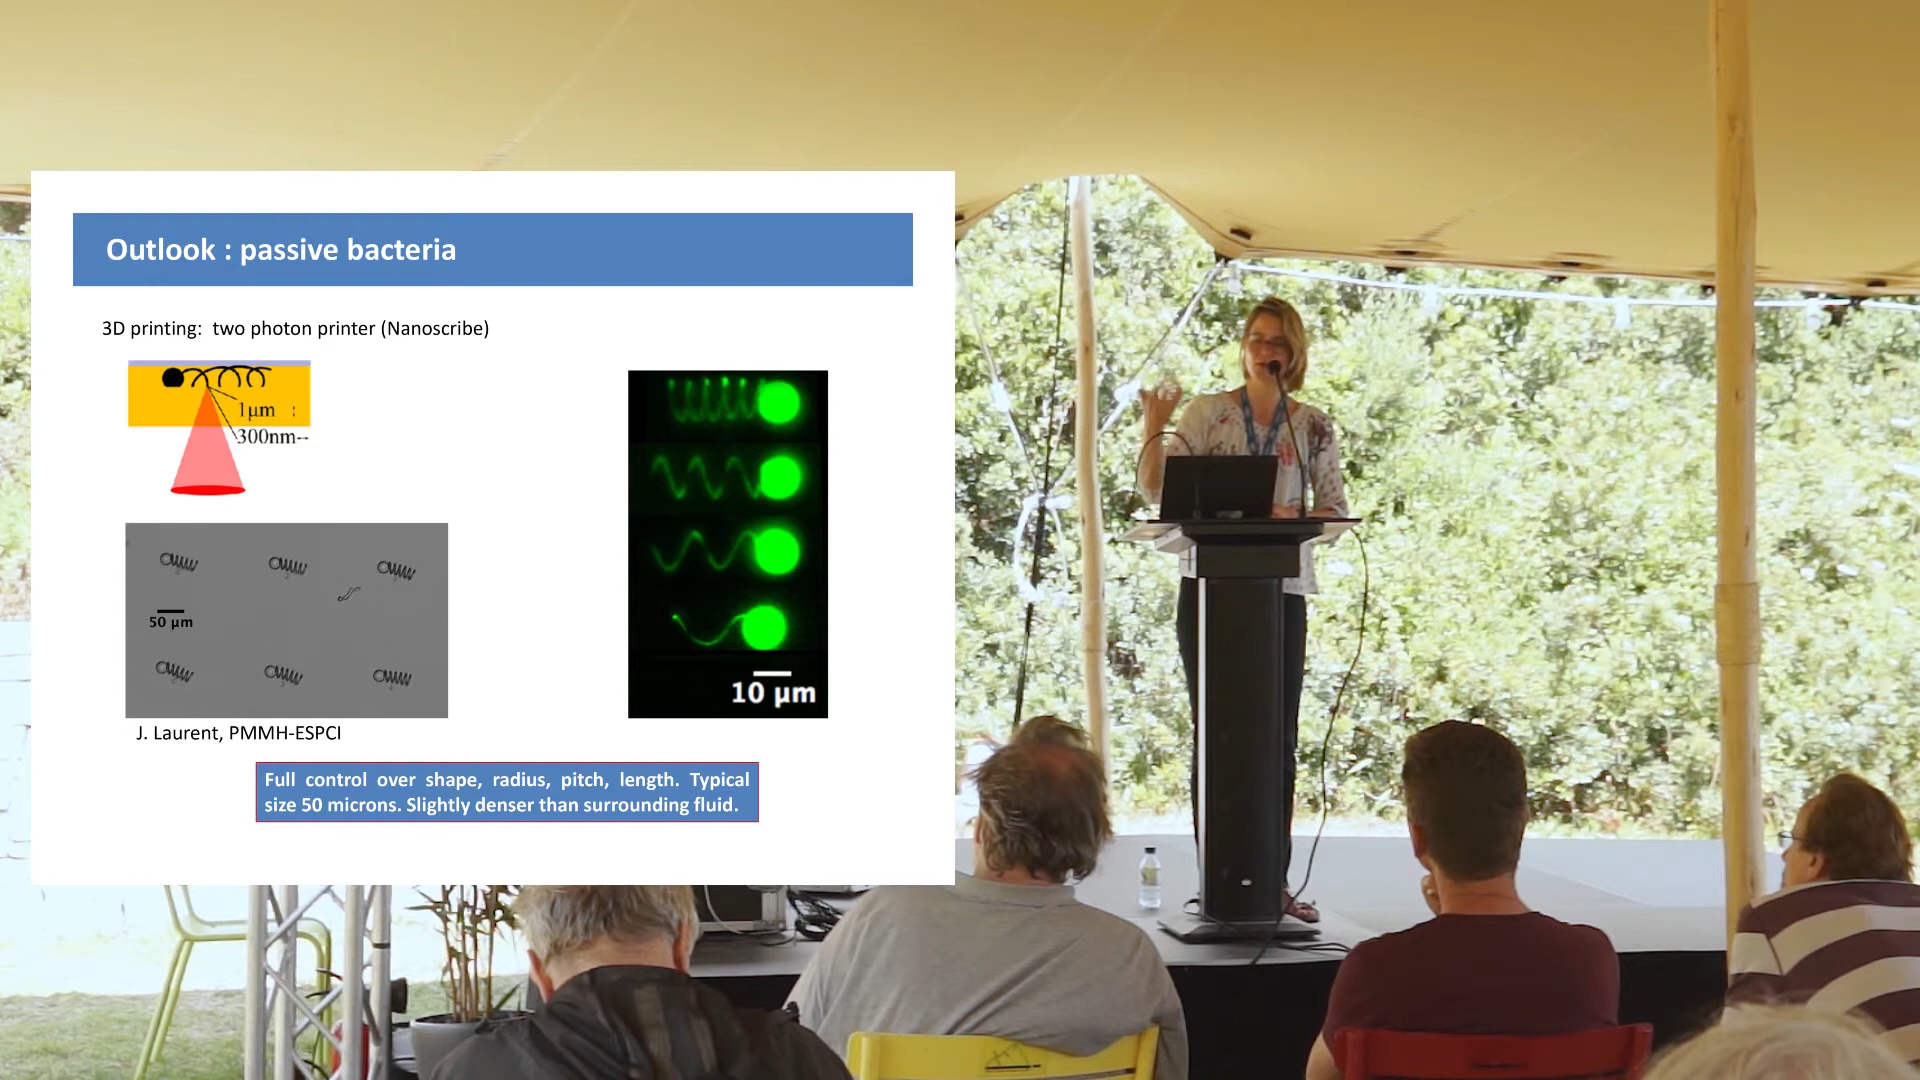 Outlook : passive bacteria
3D printing: two photon printer (Nanoscribe)
1µm :
300nm--
50 µm
10 µm
J. Laurent, PMMH-ESPCI
Full control over shape, radius, pitch, length. Typical
size 50 microns. Slightly denser than surrounding fluid.